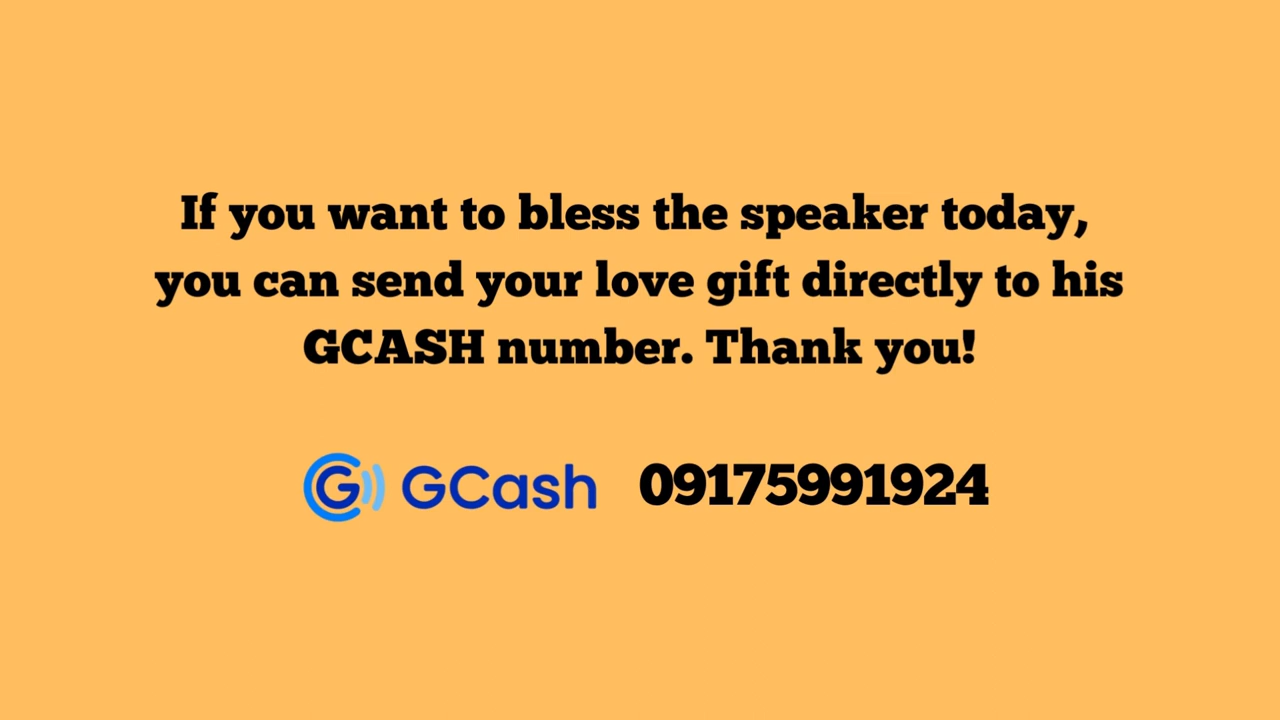 If you want to bless the speaker today,
you can send your love gift directly to his
GCASH number. Thank you!
GCash 09175991924